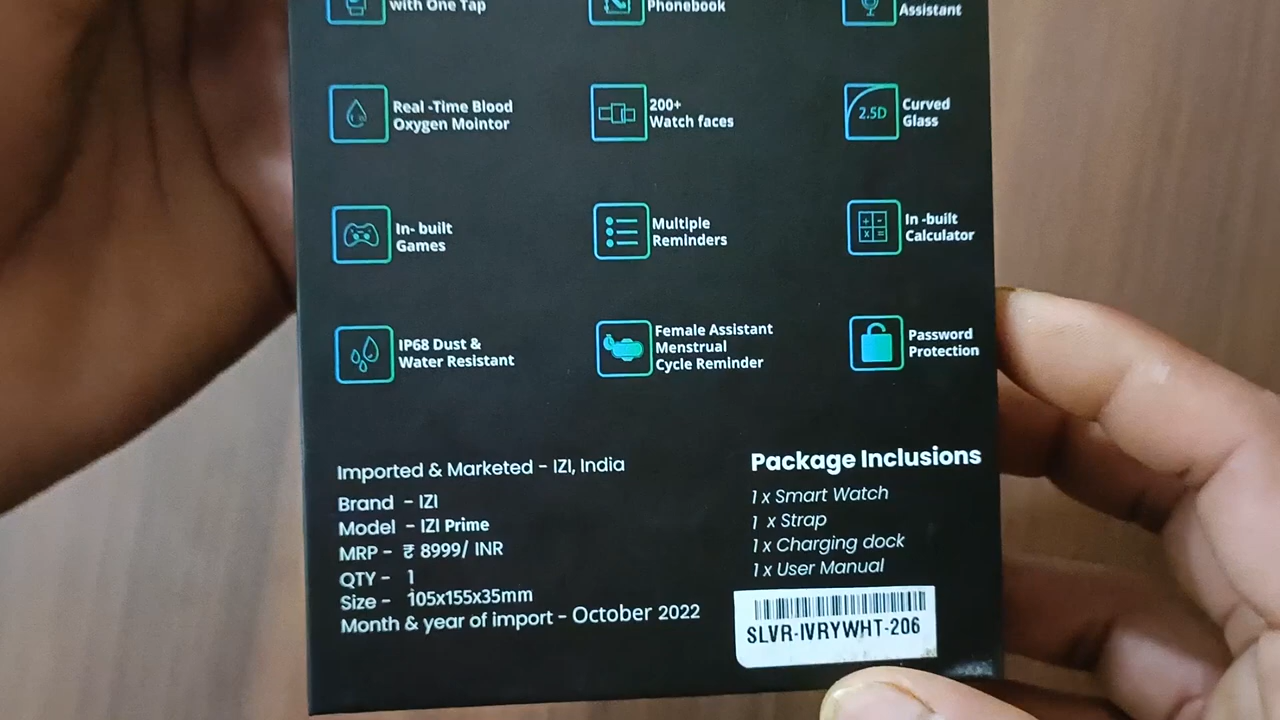 with One Tap
Phonebook
Assistant
Real -Time Blood
Oxygen Mointor
200+
Watch faces
2.5D
Curved
Glass
In- built
Games
Multiple
Reminders
In -built
Calculator
IP68 Dust &
Water Resistant
Female Assistant
Menstrual
Cycle Reminder
Password
Protection
Imported & Marketed - IZI, India
Brand - IZI
Model - IZI Prime
MRP - ₹ 8999/ INR
QTY - 1
Size - 105x155x35mm
Month & year of import - October 2022
Package Inclusions
1 x Smart Watch
1 x Strap
1 x Charging dock
1 x User Manual
SLVR-IVRYWHT-206